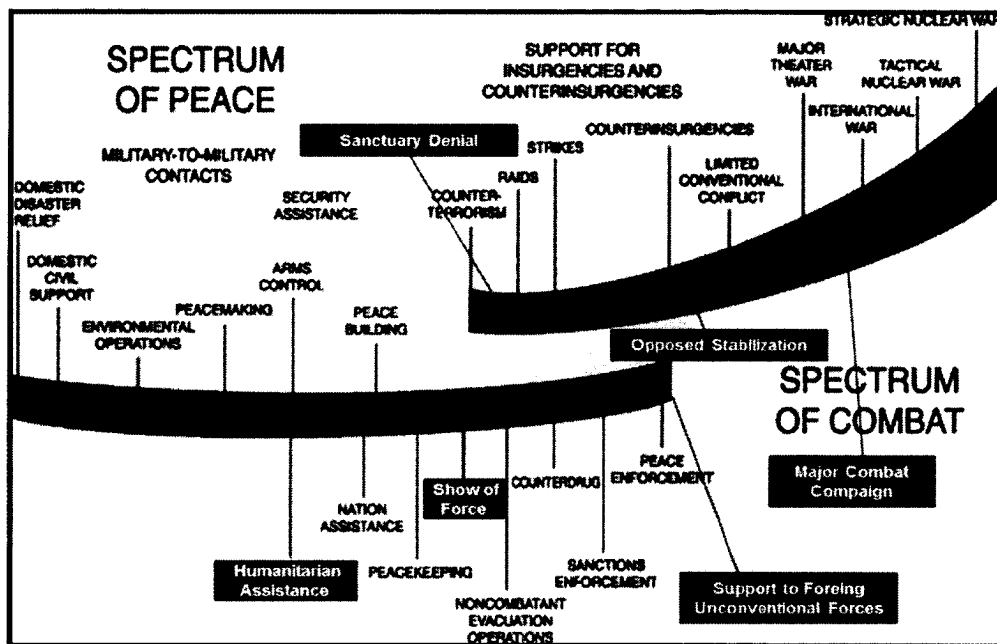 STRATEGIC NUCLEAR WAR
SPECTRUM
OF PEACE
SUPPORT FOR
INSURGENCIES AND
COUNTERINSURGENCIES
MAJOR
THEATER
WAR
TACTICAL
NUCLEAR WAR
INTERNATIONAL
WAR
Sanctuary Denial
COUNTERINSURGENCIES
STRIKES
MILITARY-TO-MILITARY
CONTACTS
RAIDS
LIMITED
CONVENTIONAL
CONFLICT
DOMESTIC
DISASTER
RELIEF
SECURITY
ASSISTANCE
COUNTER-
TERRORISM
DOMESTIC
CIVIL
SUPPORT
ARMS
CONTROL
PEACEMAKING
PEACE
BUILDING
ENVIRONMENTAL
OPERATIONS
Opposed Stabilization
SPECTRUM
OF COMBAT
PEACE
ENFORCEMENT
Major Combat
Campaign
Show of
Force
COUNTERDRUG
NATION
ASSISTANCE
Humanitarian
Assistance
PEACEKEEPING
SANCTIONS
ENFORCEMENT
Support to Foreing
Unconventional Forces
NONCOMBATANT
EVACUATION
OPERATIONS